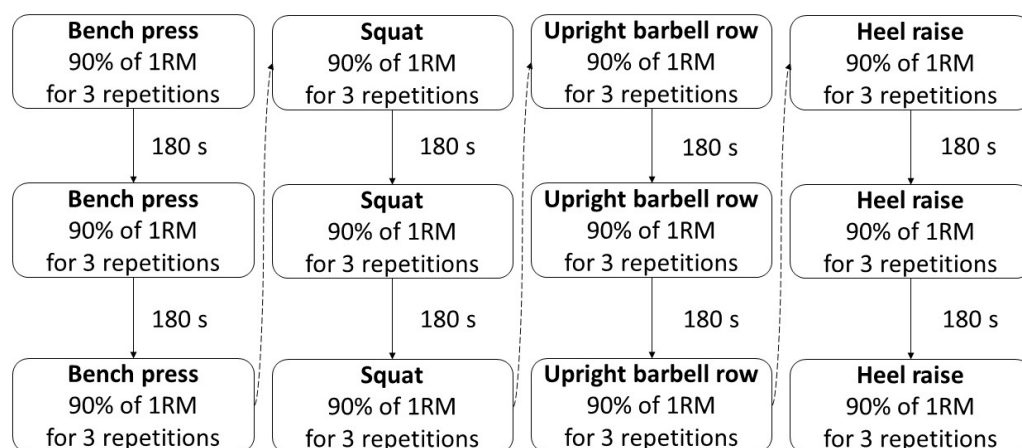 Bench press
90% of 1RM
for 3 repetitions
180 s
Bench press
90% of 1RM
for 3 repetitions
180 s
Bench press
90% of 1RM
for 3 repetitions
Squat
90% of 1RM
for 3 repetitions
180 s
Squat
90% of 1RM
for 3 repetitions
180 s
Squat
90% of 1RM
for 3 repetitions
Upright barbell row
90% of 1RM
for 3 repetitions
180 s
Upright barbell row
90% of 1RM
for 3 repetitions
180 s
Upright barbell row
90% of 1RM
for 3 repetitions
Heel raise
90% of 1RM
for 3 repetitions
180 s
Heel raise
90% of 1RM
for 3 repetitions
180 s
Heel raise
90% of 1RM
for 3 repetitions